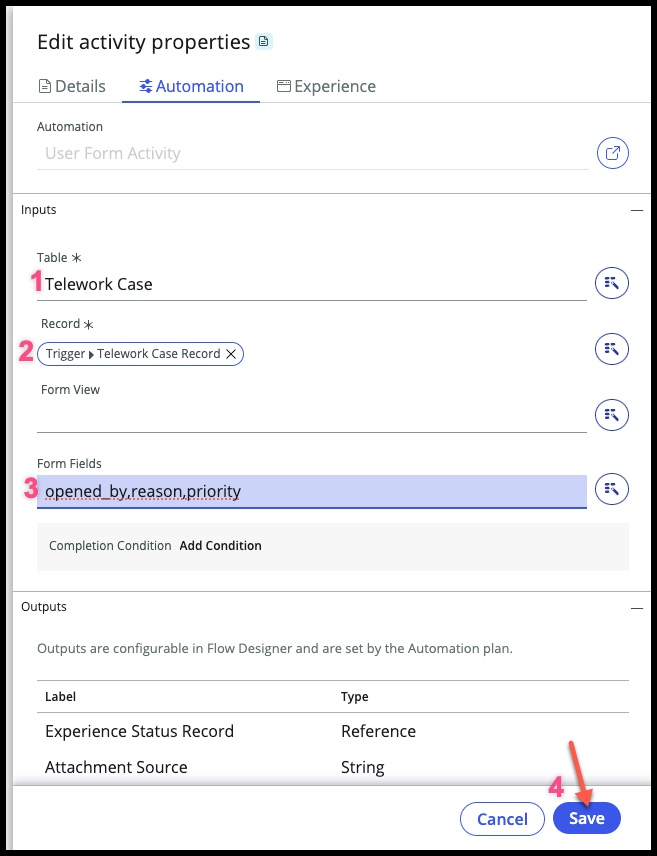 Edit activity properties
Details Automation Experience
Automation
User Form Activity
Inputs
Table *
1 Telework Case
Record *
2 Trigger Telework Case Record X
Form View
Form Fields
3 opened_by,reason,priority
Completion Condition Add Condition
Outputs
Outputs are configurable in Flow Designer and are set by the Automation plan.
Label Type
Experience Status Record Reference
Attachment Source String
4
Cancel Save